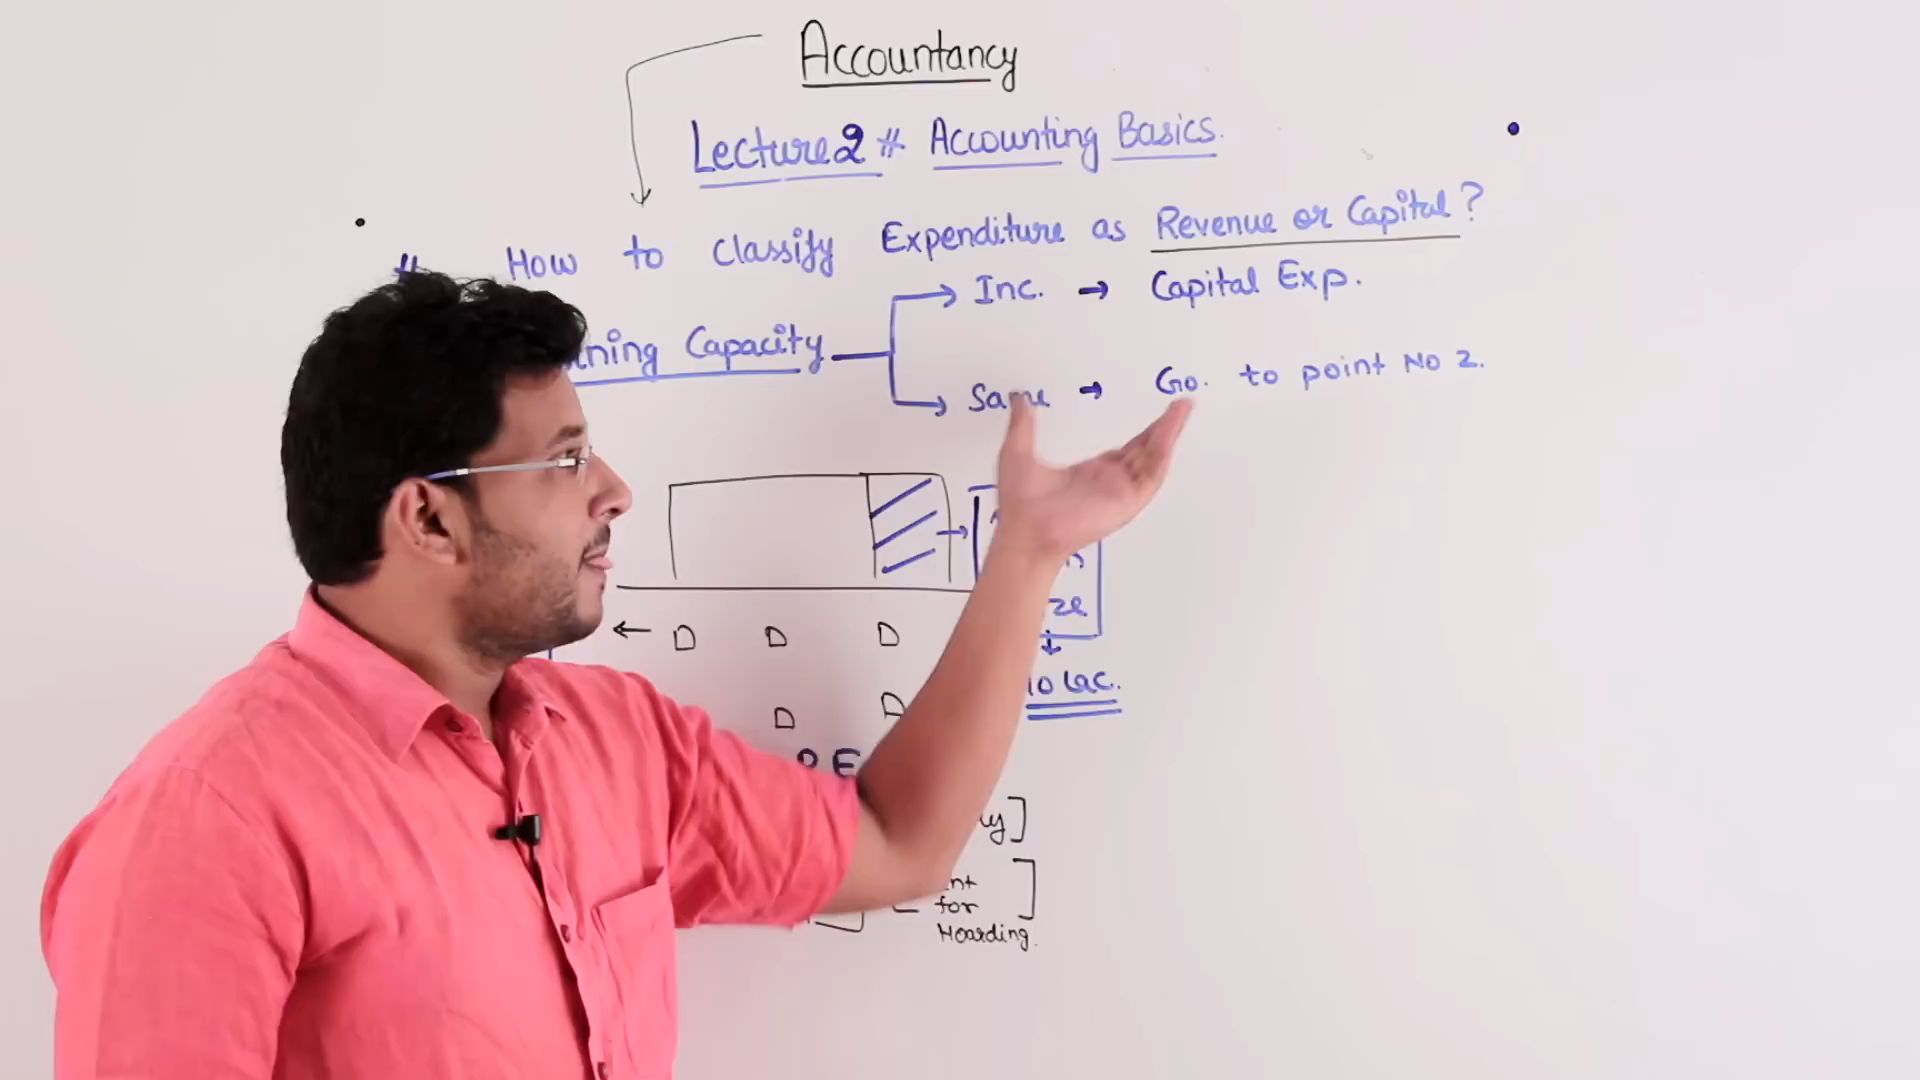 Accountancy
Lecture 2 # Accounting Basics.
# How to Classify Expenditure as Revenue or Capital?
Inc. → Capital Exp.
Capacity
Same → Go. to point No 2.
← D D D
10 Lac.
D
for
Hoarding.